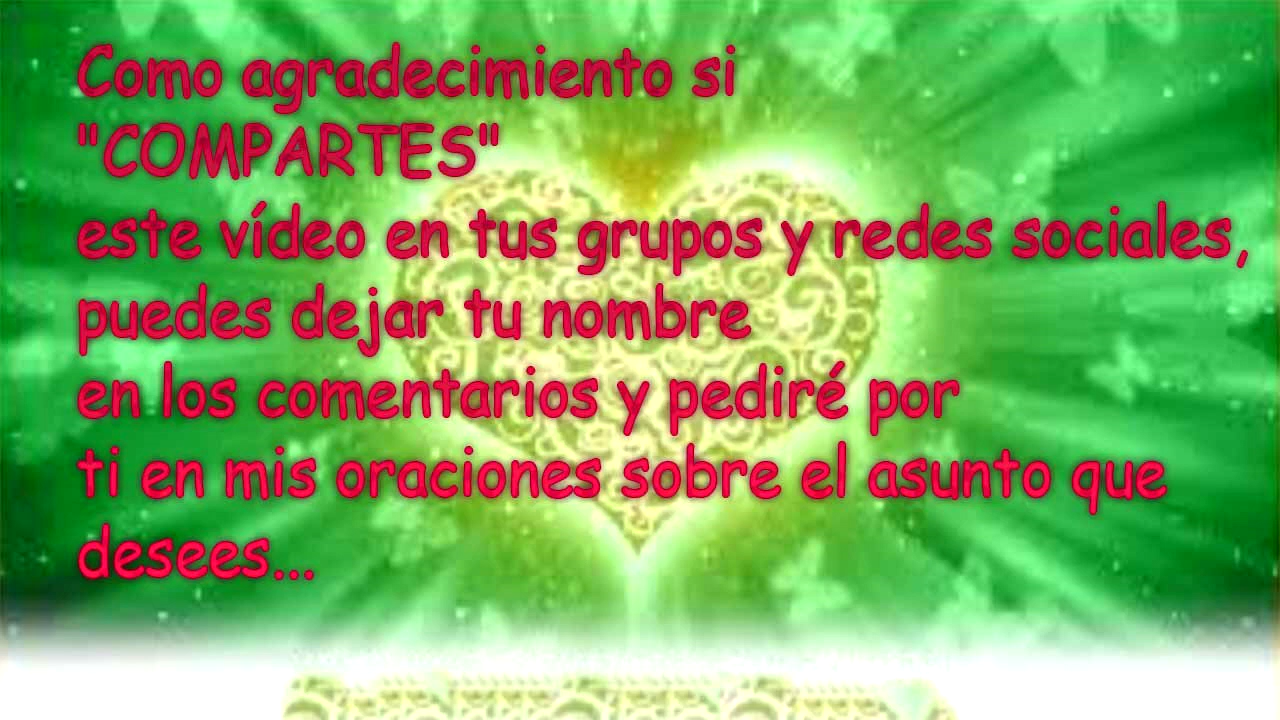 Como agradecimiento si
"COMPARTES"
este vídeo en tus grupos y redes sociales,
puedes dejar tu nombre
en los comentarios y pediré por
ti en mis oraciones sobre el asunto que
desees...